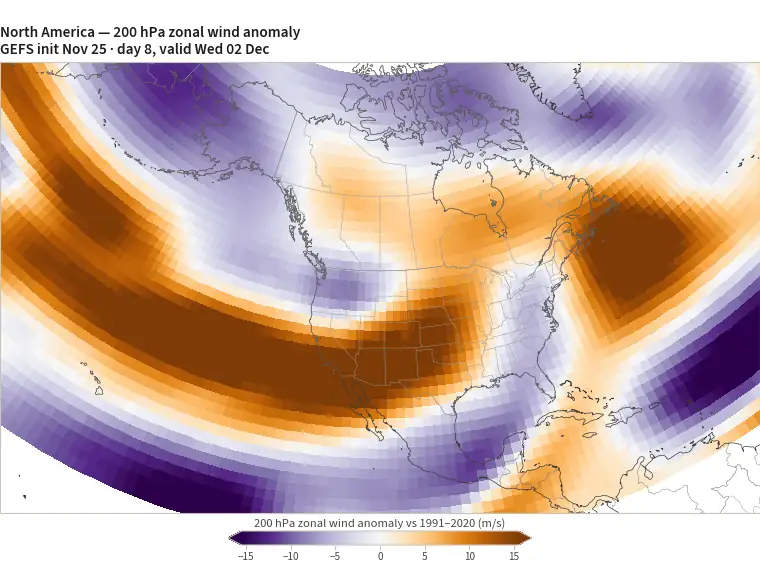 North America — 200 hPa zonal wind anomaly
GEFS init Nov 25 · day 8, valid Wed 02 Dec
200 hPa zonal wind anomaly vs 1991–2020 (m/s)
−15 −10 −5 0 5 10 15